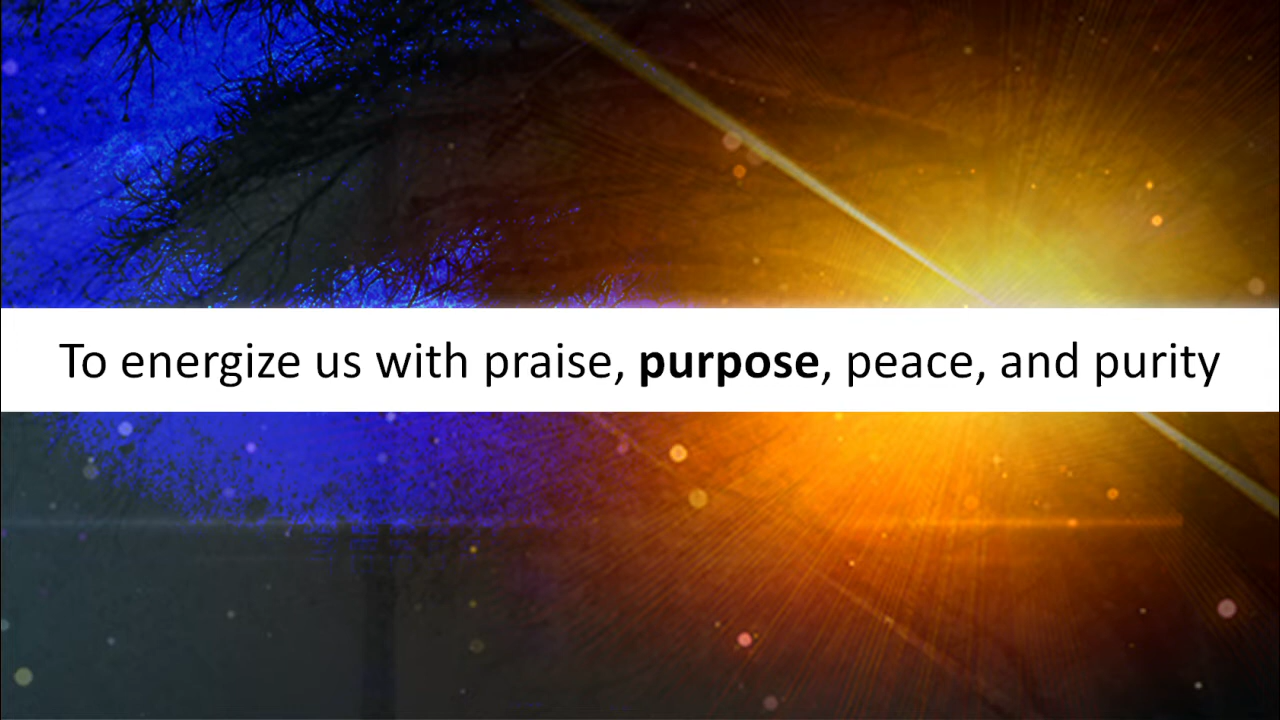 To energize us with praise, purpose, peace, and purity